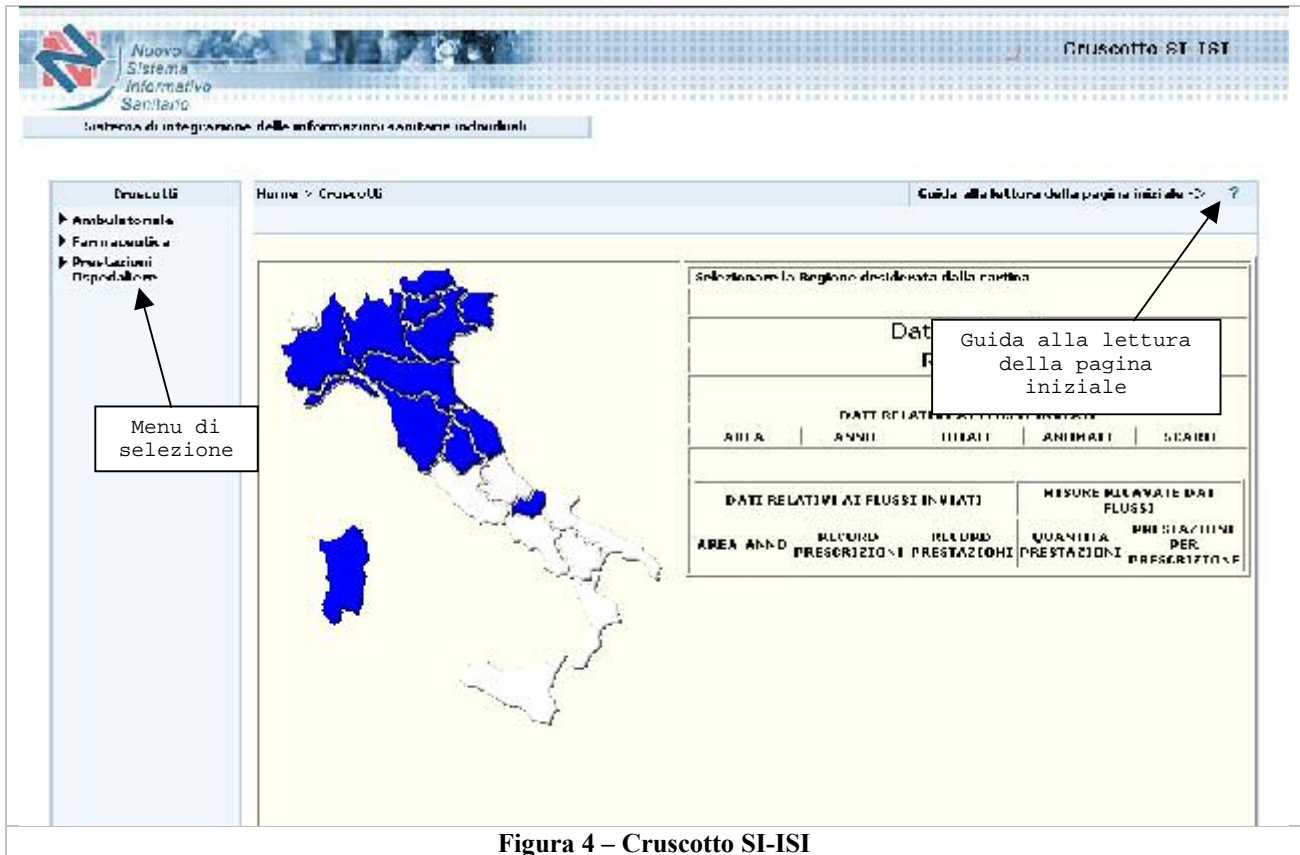 Nuovo
Sistema
Informativo
Sanitario
Cruscotto SI-ISI
Sistema di integrazione delle informazioni sanitarie individuali
Cruscotti
Home > Cruscotti
Guida alla lettura della pagina iniziale -> ?
Ambulatoriale
Farmaceutica
Prestazioni
Ospedaliere
Selezionare la Regione desiderata dalla cartina
Dat
R
Guida alla lettura
della pagina
iniziale
Menu di
selezione
DATI RELATIVI
AREA ANNO TOTALI ANOMALI SCARTI
DATI RELATIVI AI FLUSSI INVIATI
MISURE RICAVATE DAI
FLUSSI
AREA ANNO
RECORD
PRESCRIZIONI
RECORD
PRESTAZIONI
QUANTITA
PRESTAZIONI
PRESTAZIONI
PER
PRESCRIZIONE
Figura 4 – Cruscotto SI-ISI